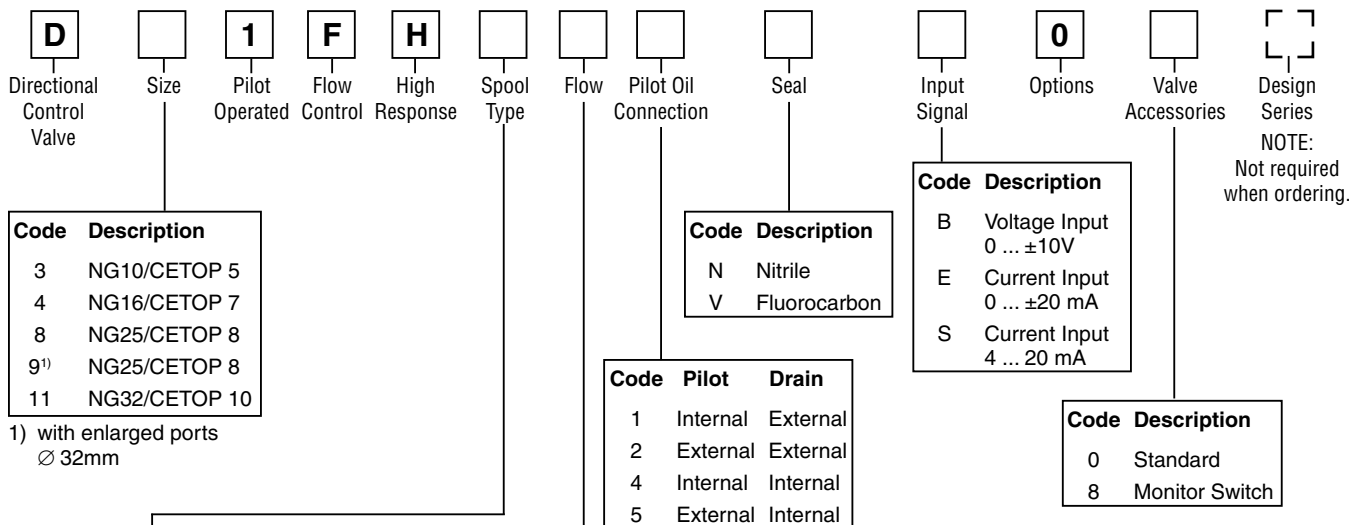 D 1 F H 0
Directional Control Valve
Size
Pilot Operated
Flow Control
High Response
Spool Type
Flow
Pilot Oil Connection
Seal
Input Signal
Options
Valve Accessories
Design Series
NOTE:
Not required
when ordering.
Code Description
3 NG10/CETOP 5
4 NG16/CETOP 7
8 NG25/CETOP 8
9¹⁾ NG25/CETOP 8
11 NG32/CETOP 10
1) with enlarged ports
∅ 32mm
Code Pilot Drain
1 Internal External
2 External External
4 Internal Internal
5 External Internal
Code Description
N Nitrile
V Fluorocarbon
Code Description
B Voltage Input
0 ... ±10V
E Current Input
0 ... ±20 mA
S Current Input
4 ... 20 mA
Code Description
0 Standard
8 Monitor Switch